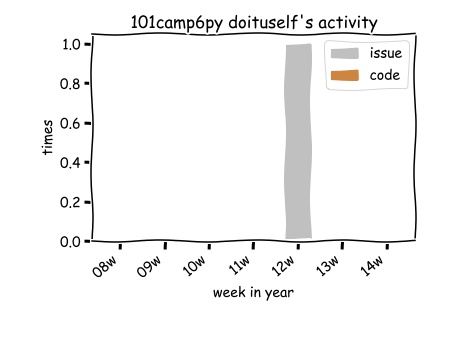 101camp6py doituself's activity
1.0
0.8
0.6
0.4
0.2
0.0
times
issue
code
08w 09w 10w 11w 12w 13w 14w
week in year